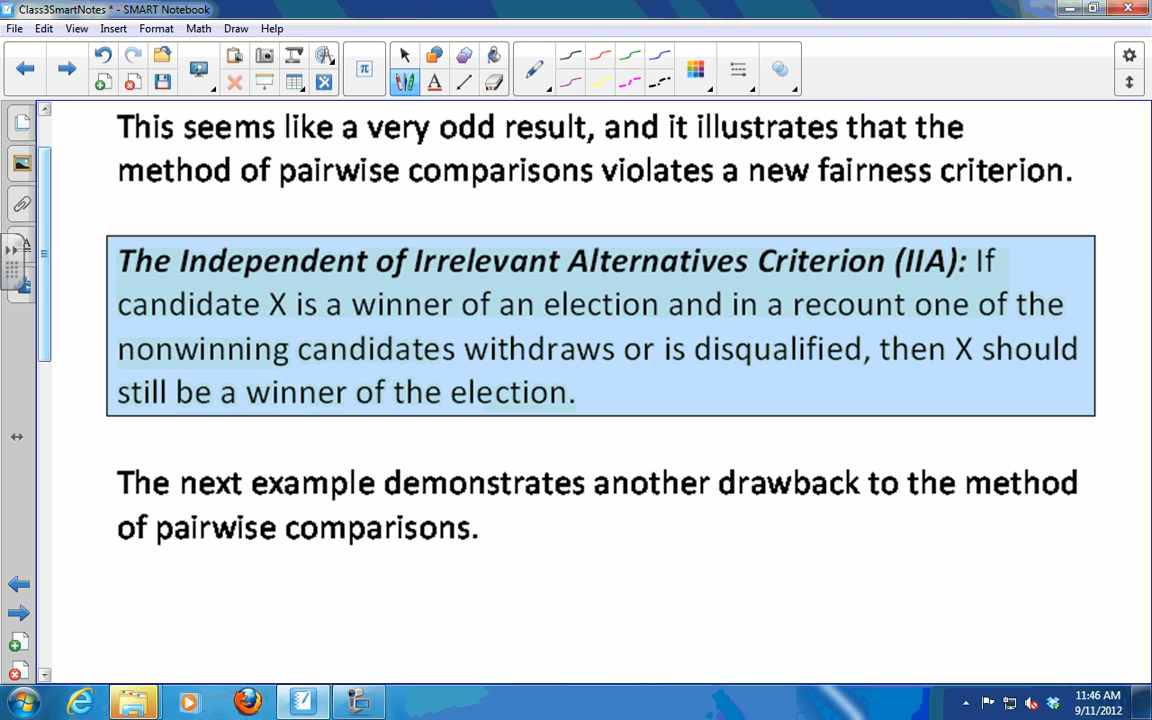 Class3SmartNotes * - SMART Notebook
File Edit View Insert Format Math Draw Help
This seems like a very odd result, and it illustrates that the
method of pairwise comparisons violates a new fairness criterion.
The Independent of Irrelevant Alternatives Criterion (IIA): If
candidate X is a winner of an election and in a recount one of the
nonwinning candidates withdraws or is disqualified, then X should
still be a winner of the election.
The next example demonstrates another drawback to the method
of pairwise comparisons.
11:46 AM
9/11/2012